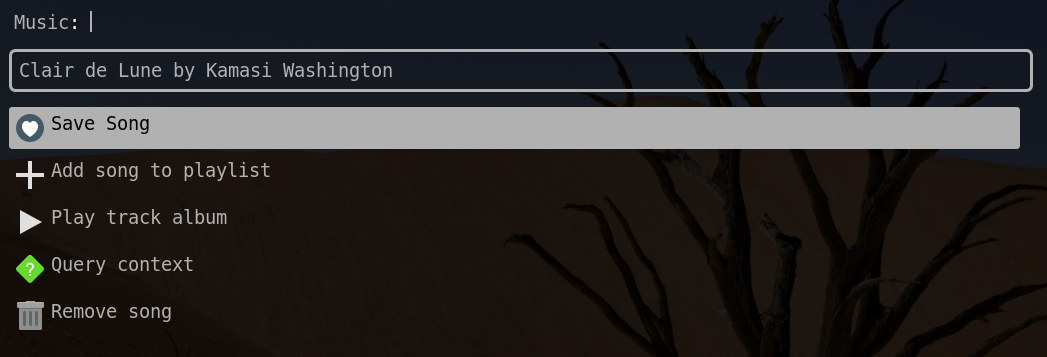 Music:
Clair de Lune by Kamasi Washington
Save Song
Add song to playlist
Play track album
Query context
Remove song